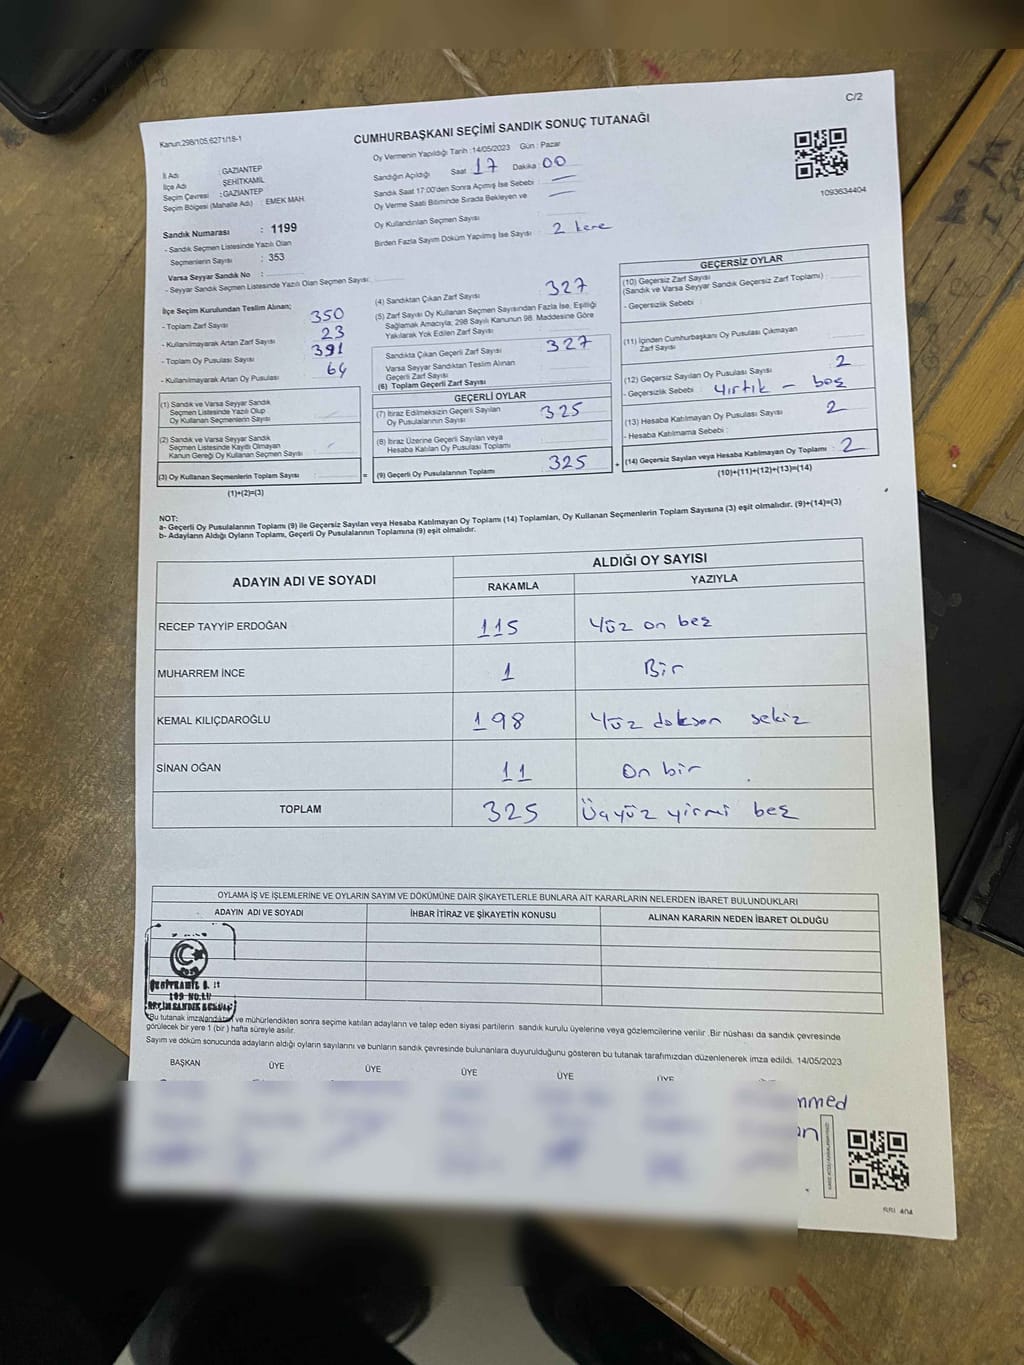 C/2
Kanun:298/105,6271/18-1
CUMHURBAŞKANI SEÇİMİ SANDIK SONUÇ TUTANAĞI
Oy Vermenin Yapıldığı Tarih :14/05/2023 Gün : Pazar
İl Adı : GAZİANTEP
İlçe Adı : ŞEHİTKAMİL
Seçim Çevresi : GAZİANTEP
Seçim Bölgesi (Mahalle Adı) : EMEK MAH.
Sandığın Açıldığı Saat 17 Dakika 00
Sandık Saat 17:00'den Sonra Açılmış İse Sebebi :
Oy Verme Saati Bitiminde Sırada Bekleyen ve
Oy Kullandırılan Seçmen Sayısı
Birden Fazla Sayım Döküm Yapılmış İse Sayısı : 2 kere
1093634404
Sandık Numarası : 1199
- Sandık Seçmen Listesinde Yazılı Olan
Seçmenlerin Sayısı : 353
Varsa Seyyar Sandık No :
- Seyyar Sandık Seçmen Listesinde Yazılı Olan Seçmen Sayısı:
İlçe Seçim Kurulundan Teslim Alınan;
- Toplam Zarf Sayısı 350
- Kullanılmayarak Artan Zarf Sayısı 23
- Toplam Oy Pusulası Sayısı 391
- Kullanılmayarak Artan Oy Pusulası 64
(1) Sandık ve Varsa Seyyar Sandık
Seçmen Listesinde Yazılı Olup
Oy Kullanan Seçmenlerin Sayısı
(2) Sandık ve Varsa Seyyar Sandık
Seçmen Listesinde Kayıtlı Olmayan
Kanun Gereği Oy Kullanan Seçmen Sayısı
(3) Oy Kullanan Seçmenlerin Toplam Sayısı
(1)+(2)=(3)
(4) Sandıktan Çıkan Zarf Sayısı 327
(5) Zarf Sayısı Oy Kullanan Seçmen Sayısından Fazla İse, Eşitliği
Sağlamak Amacıyla, 298 Sayılı Kanunun 98. Maddesine Göre
Yakılarak Yok Edilen Zarf Sayısı
Sandıkta Çıkan Geçerli Zarf Sayısı 327
Varsa Seyyar Sandıktan Teslim Alınan
Geçerli Zarf Sayısı
(6) Toplam Geçerli Zarf Sayısı
GEÇERLİ OYLAR
(7) İtiraz Edilmeksizin Geçerli Sayılan
Oy Pusulalarının Sayısı 325
(8) İtiraz Üzerine Geçerli Sayılan veya
Hesaba Katılan Oy Pusulası Toplamı
= (9) Geçerli Oy Pusulalarının Toplamı 325
GEÇERSİZ OYLAR
(10) Geçersiz Zarf Sayısı
(Sandık ve Varsa Seyyar Sandık Geçersiz Zarf Toplamı)
- Geçersizlik Sebebi :
(11) İçinden Cumhurbaşkanı Oy Pusulası Çıkmayan
Zarf Sayısı
(12) Geçersiz Sayılan Oy Pusulası Sayısı 2
- Geçersizlik Sebebi : yırtık - boş
(13) Hesaba Katılmayan Oy Pusulası Sayısı 2
- Hesaba Katılmama Sebebi :
+ (14) Geçersiz Sayılan veya Hesaba Katılmayan Oy Toplamı : 2
(10)+(11)+(12)+(13)=(14)
NOT:
a- Geçerli Oy Pusulalarının Toplamı (9) ile Geçersiz Sayılan veya Hesaba Katılmayan Oy Toplamı (14) Toplamları, Oy Kullanan Seçmenlerin Toplam Sayısına (3) eşit olmalıdır. (9)+(14)=(3)
b- Adayların Aldığı Oyların Toplamı, Geçerli Oy Pusulalarının Toplamına (9) eşit olmalıdır.
ADAYIN ADI VE SOYADI
ALDIĞI OY SAYISI
RAKAMLA YAZIYLA
RECEP TAYYİP ERDOĞAN 115 Yüz on beş
MUHARREM İNCE 1 Bir
KEMAL KILIÇDAROĞLU 198 Yüz doksan sekiz
SİNAN OĞAN 11 On bir
TOPLAM 325 Üçyüz yirmi beş
OYLAMA İŞ VE İŞLEMLERİNE VE OYLARIN SAYIM VE DÖKÜMÜNE DAİR ŞİKAYETLERLE BUNLARA AİT KARARLARIN NELERDEN İBARET BULUNDUKLARI
ADAYIN ADI VE SOYADI İHBAR İTİRAZ VE ŞİKAYETİN KONUSU ALINAN KARARIN NEDEN İBARET OLDUĞU
Bu tutanak imzalandıktan ve mühürlendikten sonra seçime katılan adayların ve talep eden siyasi partilerin sandık kurulu üyelerine veya gözlemcilerine verilir .Bir nüshası da sandık çevresinde
görülecek bir yere 1 (bir ) hafta süreyle asılır.
Sayım ve döküm sonucunda adayların aldığı oyların sayılarını ve bunların sandık çevresinde bulunanlara duyurulduğunu gösteren bu tutanak tarafımızdan düzenlenerek imza edildi. 14/05/2023
BAŞKAN ÜYE ÜYE ÜYE ÜYE ÜYE
mmed